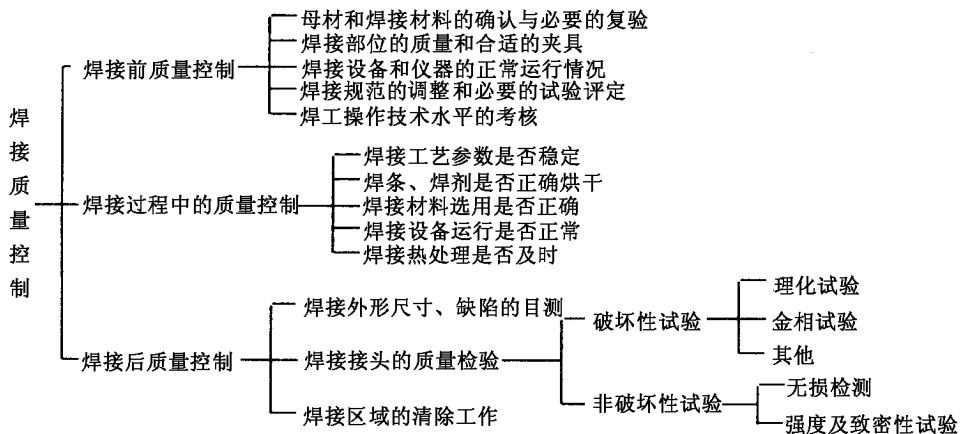 焊接质量控制
焊接前质量控制
母材和焊接材料的确认与必要的复验
焊接部位的质量和合适的夹具
焊接设备和仪器的正常运行情况
焊接规范的调整和必要的试验评定
焊工操作技术水平的考核
焊接过程中的质量控制
焊接工艺参数是否稳定
焊条、焊剂是否正确烘干
焊接材料选用是否正确
焊接设备运行是否正常
焊接热处理是否及时
焊接后质量控制
焊接外形尺寸、缺陷的目测
焊接接头的质量检验
破坏性试验
理化试验
金相试验
其他
非破坏性试验
无损检测
强度及致密性试验
焊接区域的清除工作